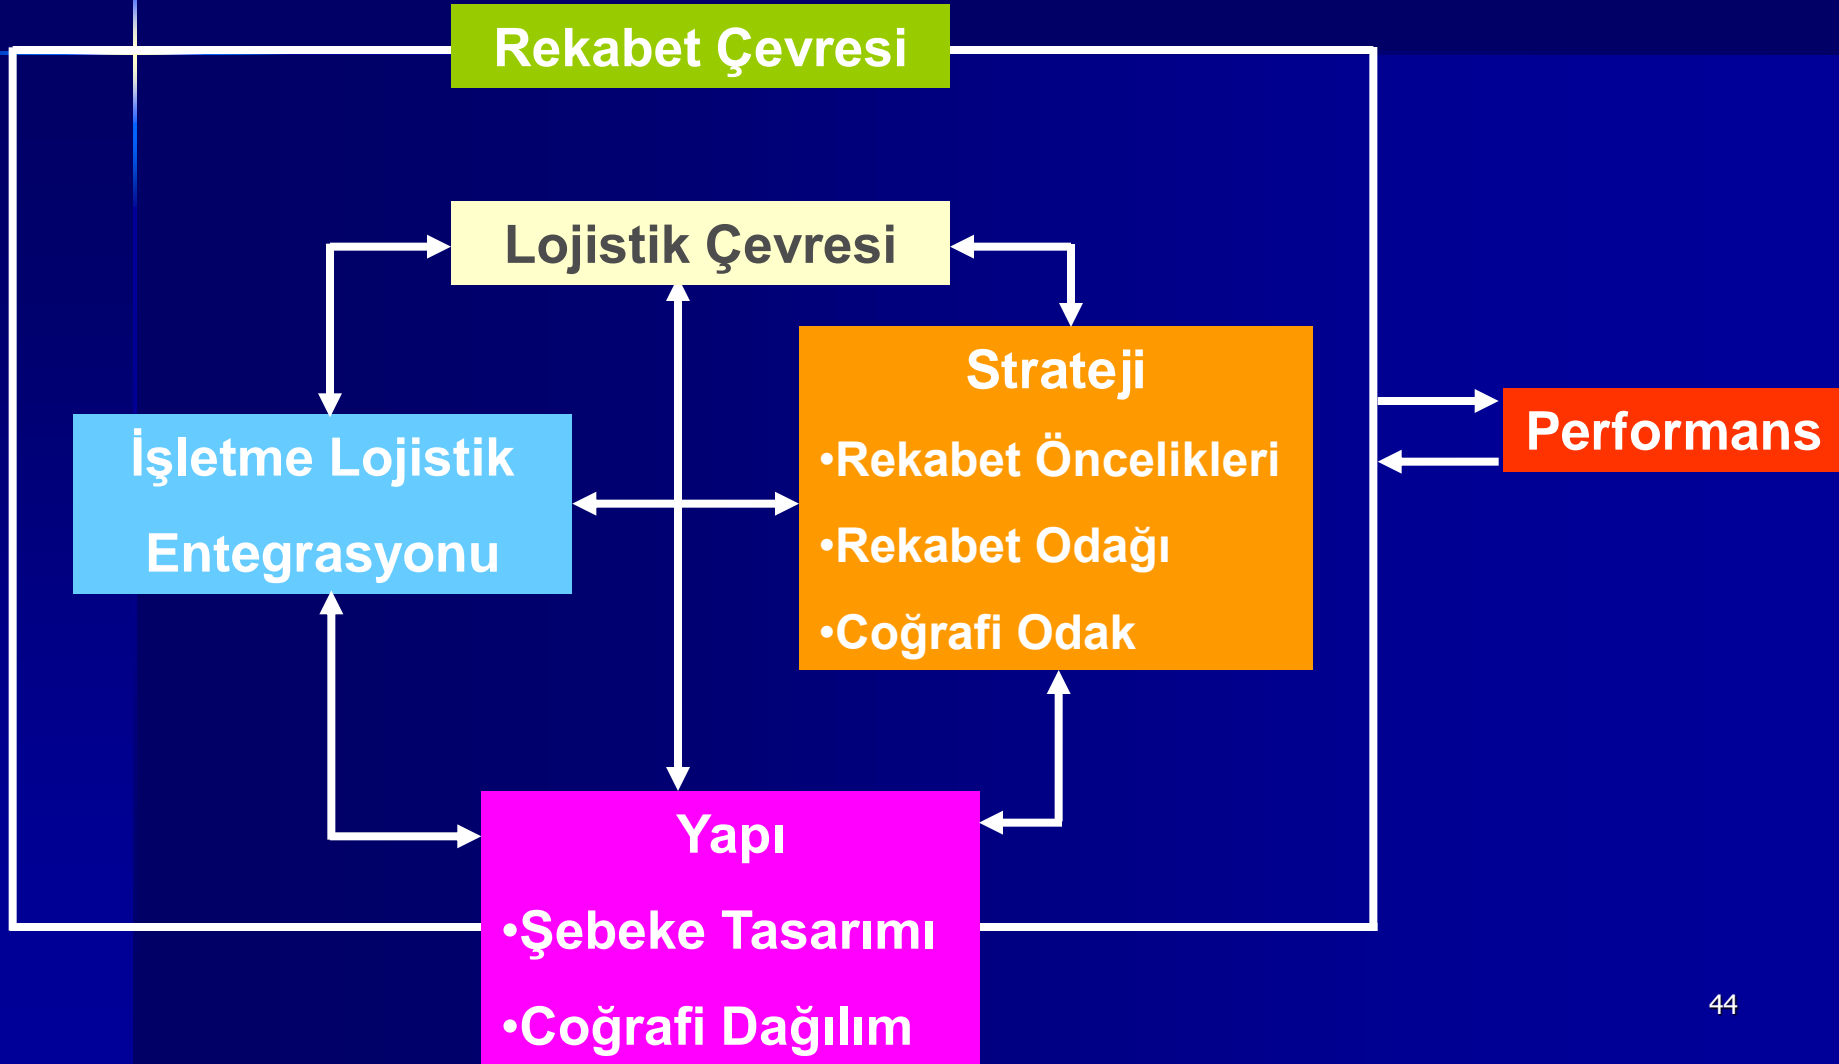 Rekabet Çevresi
Lojistik Çevresi
Strateji
•Rekabet Öncelikleri
•Rekabet Odağı
•Coğrafi Odak
İşletme Lojistik
Entegrasyonu
Performans
Yapı
•Şebeke Tasarımı
•Coğrafi Dağılım
44